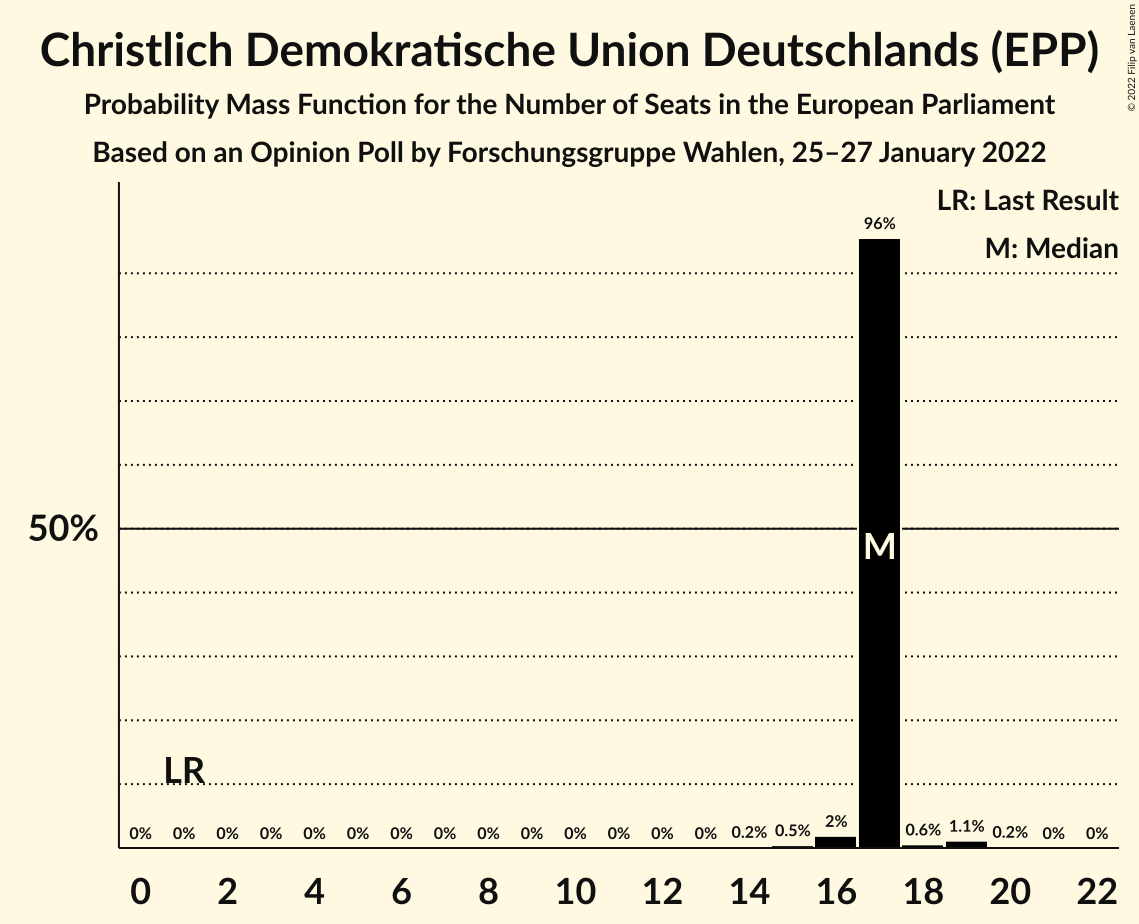 Christlich Demokratische Union Deutschlands (EPP)
Probability Mass Function for the Number of Seats in the European Parliament
Based on an Opinion Poll by Forschungsgruppe Wahlen, 25–27 January 2022
© 2022 Filip van Laenen
LR: Last Result
M: Median
96%
50%
M
LR
0% 0% 0% 0% 0% 0% 0% 0% 0% 0% 0% 0% 0% 0% 0.2% 0.5% 2% 0.6% 1.1% 0.2% 0% 0%
0 2 4 6 8 10 12 14 16 18 20 22